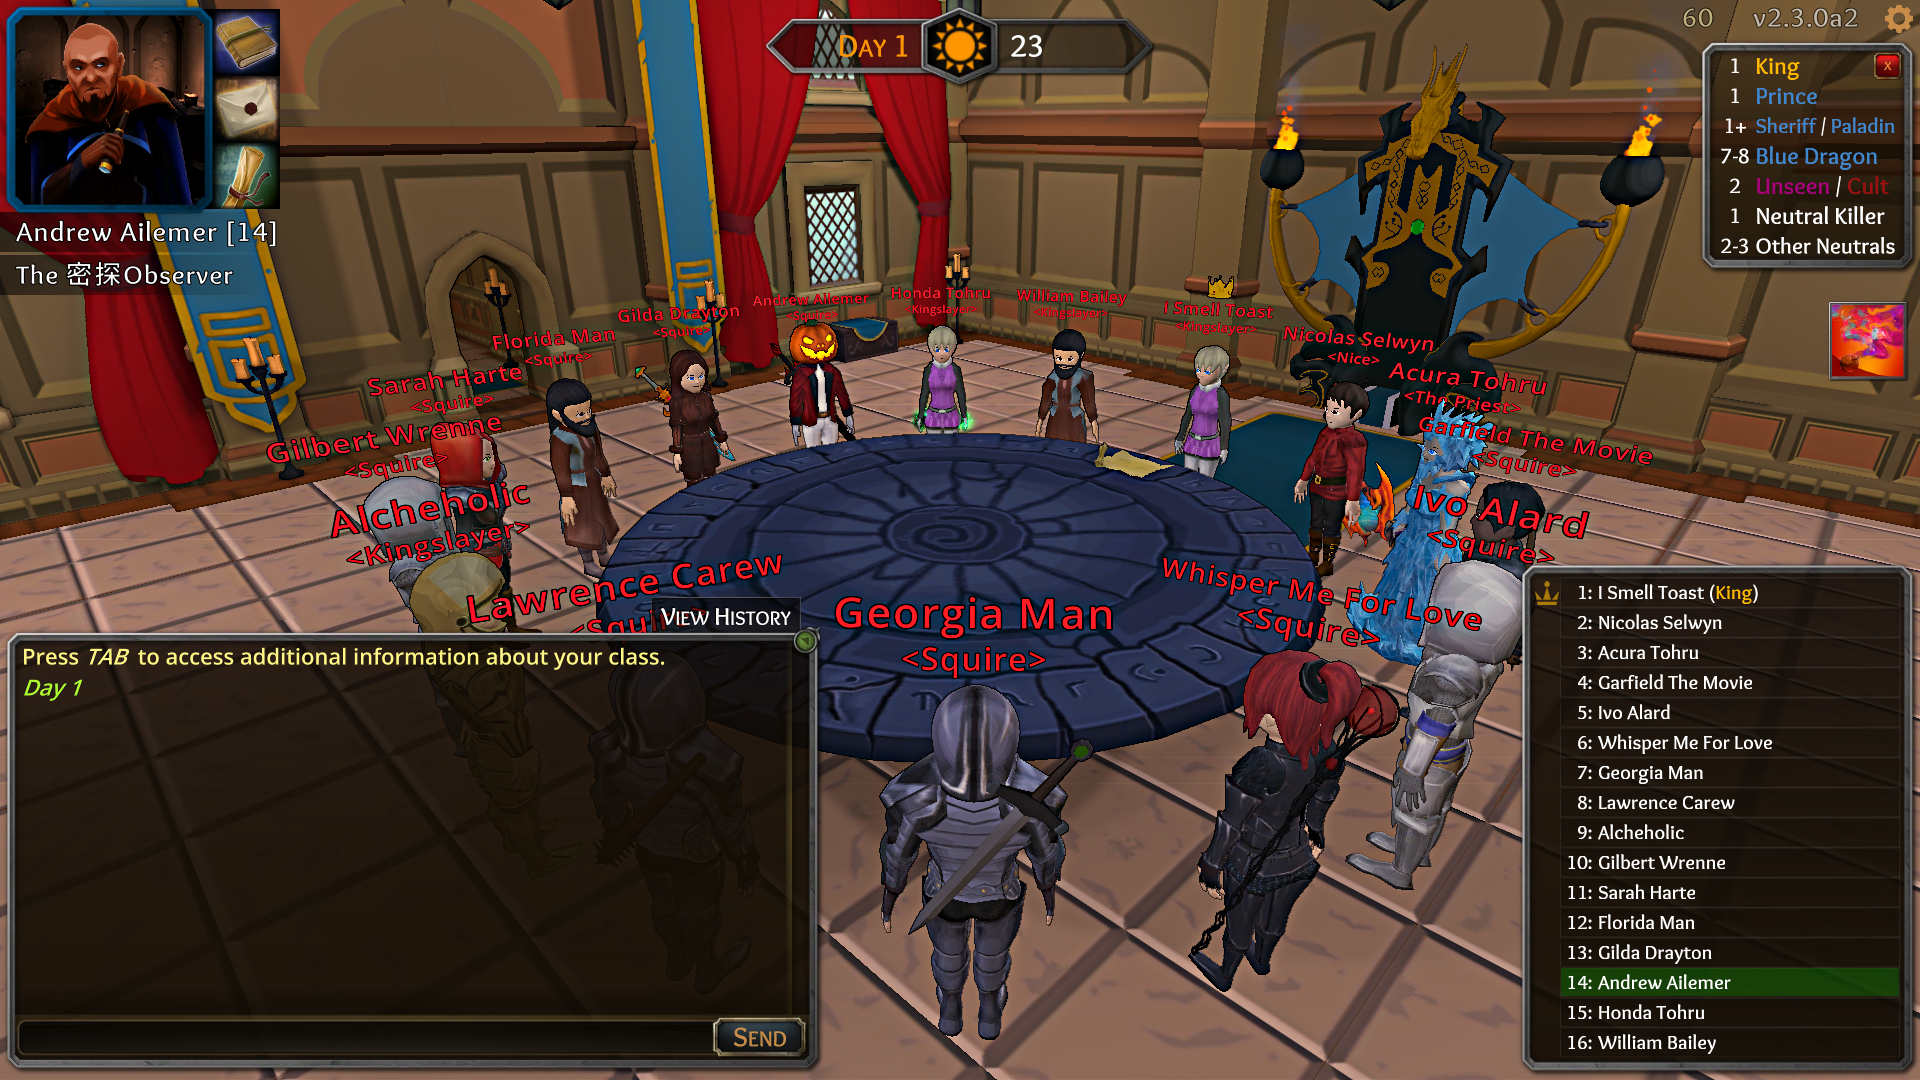 60 v2.3.0a2
DAY 1 23
1 King
x
1 Prince
1+ Sheriff / Paladin
7-8 Blue Dragon
2 Unseen / Cult
1 Neutral Killer
2-3 Other Neutrals
Andrew Ailemer [14]
The 密探Observer
Honda Tohru
<Kingslayer>
William Bailey
<Kingslayer>
Andrew Ailemer
<Squire>
I Smell Toast
<Kingslayer>
Gilda Drayton
<Squire>
Florida Man
<Squire>
Nicolas Selwyn
<Nice>
Sarah Harte
<Squire>
Acura Tohru
<The Priest>
Gilbert Wrenne
<Squire>
Garfield The Movie
<Squire>
Alcheholic
<Kingslayer>
Ivo Alard
<Squire>
Lawrence Carew
Whisper Me For Love
<Squire>
Georgia Man
<Squire>
VIEW HISTORY
Press TAB to access additional information about your class.
Day 1
SEND
1: I Smell Toast (King)
2: Nicolas Selwyn
3: Acura Tohru
4: Garfield The Movie
5: Ivo Alard
6: Whisper Me For Love
7: Georgia Man
8: Lawrence Carew
9: Alcheholic
10: Gilbert Wrenne
11: Sarah Harte
12: Florida Man
13: Gilda Drayton
14: Andrew Ailemer
15: Honda Tohru
16: William Bailey